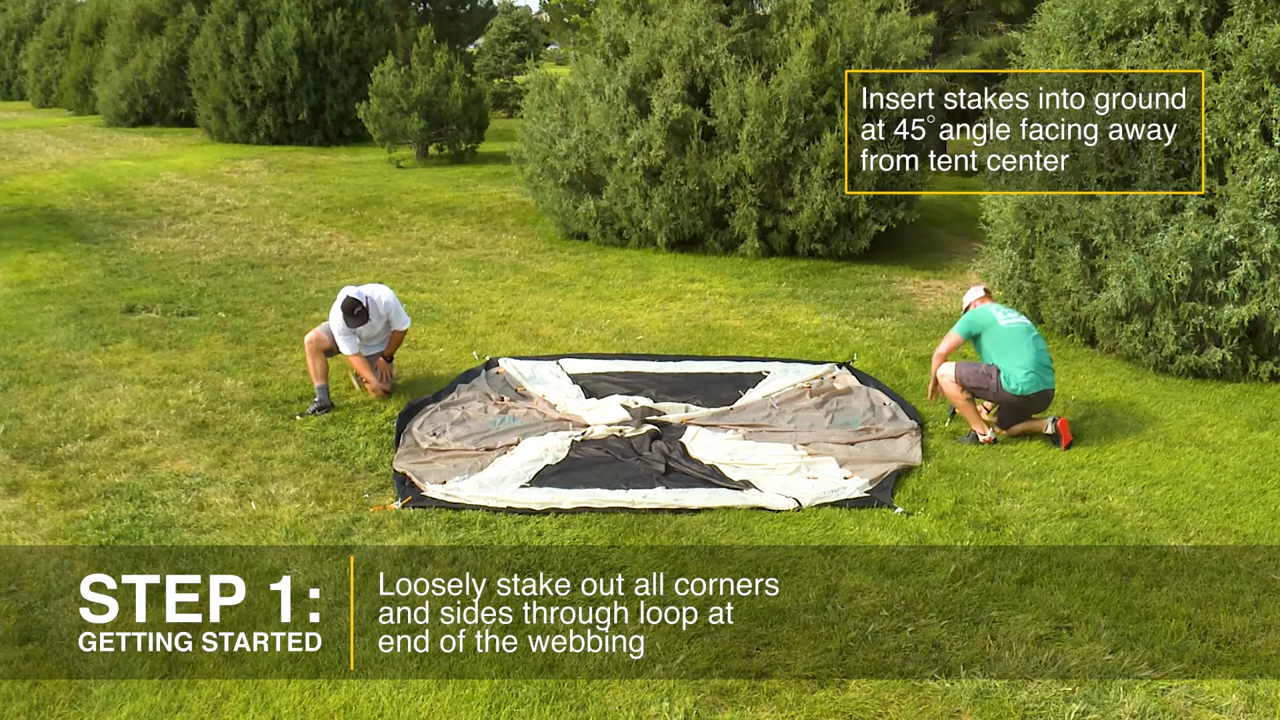 Insert stakes into ground
at 45° angle facing away
from tent center
STEP 1:
GETTING STARTED
Loosely stake out all corners
and sides through loop at
end of the webbing